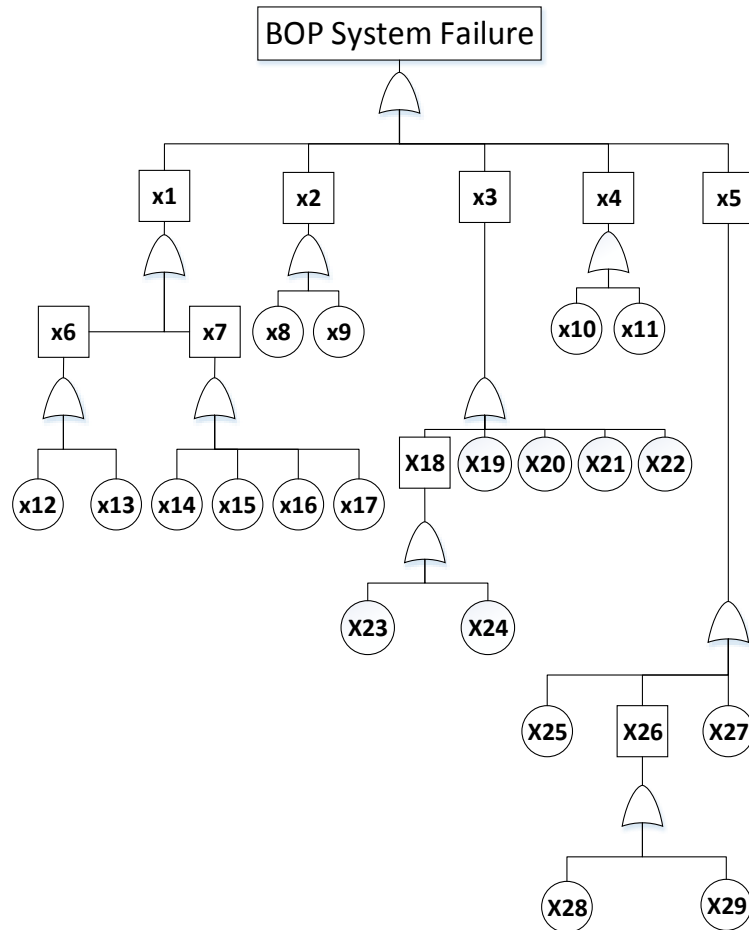 BOP System Failure
x1 x2 x3 x4 x5
x6 x7 x8 x9 x10 x11
X18 X19 X20 X21 X22
x12 x13 x14 x15 x16 x17
X23 X24
X25 X26 X27
X28 X29